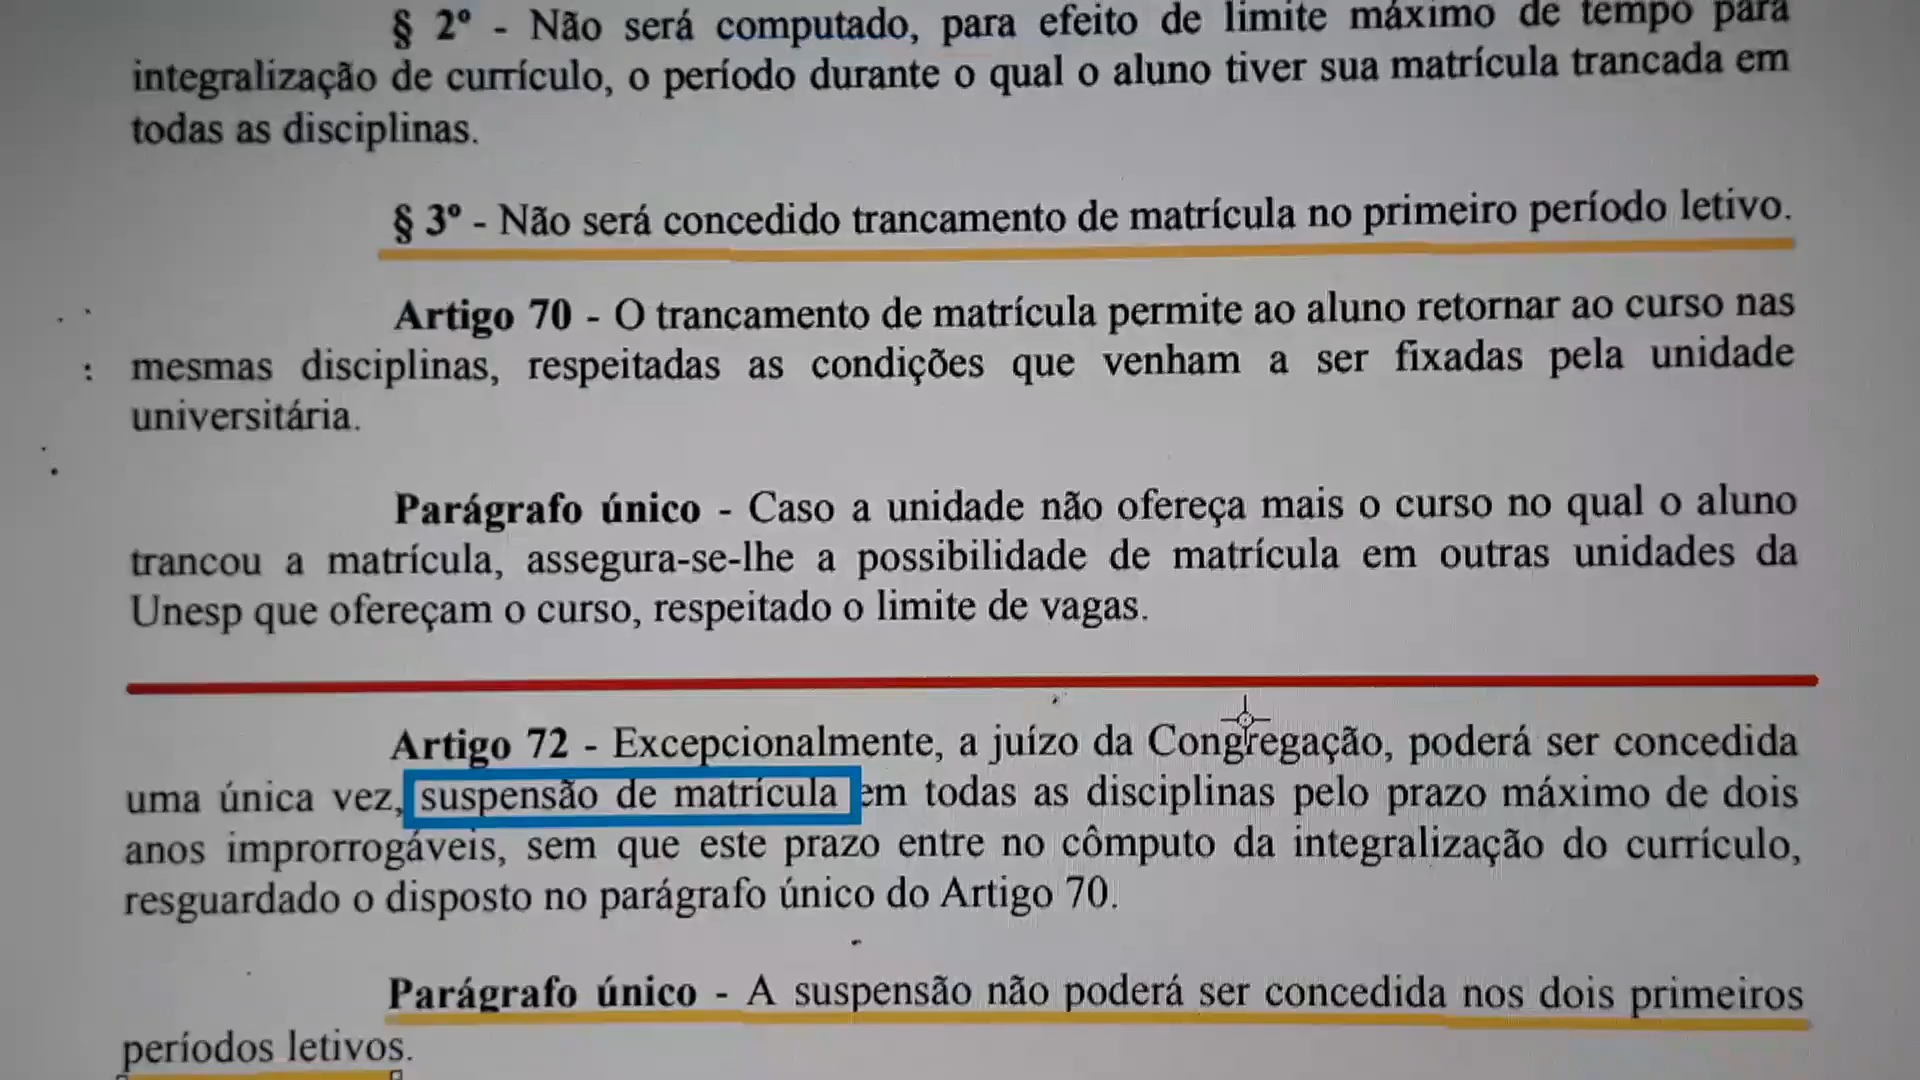 § 2º - Não será computado, para efeito de limite máximo de tempo para
integralização de currículo, o período durante o qual o aluno tiver sua matrícula trancada em
todas as disciplinas.
§ 3º - Não será concedido trancamento de matrícula no primeiro período letivo.
Artigo 70 - O trancamento de matrícula permite ao aluno retornar ao curso nas
mesmas disciplinas, respeitadas as condições que venham a ser fixadas pela unidade
universitária.
Parágrafo único - Caso a unidade não ofereça mais o curso no qual o aluno
trancou a matrícula, assegura-se-lhe a possibilidade de matrícula em outras unidades da
Unesp que ofereçam o curso, respeitado o limite de vagas.
Artigo 72 - Excepcionalmente, a juízo da Congregação, poderá ser concedida
uma única vez, suspensão de matrícula em todas as disciplinas pelo prazo máximo de dois
anos improrrogáveis, sem que este prazo entre no cômputo da integralização do currículo,
resguardado o disposto no parágrafo único do Artigo 70.
Parágrafo único - A suspensão não poderá ser concedida nos dois primeiros
períodos letivos.